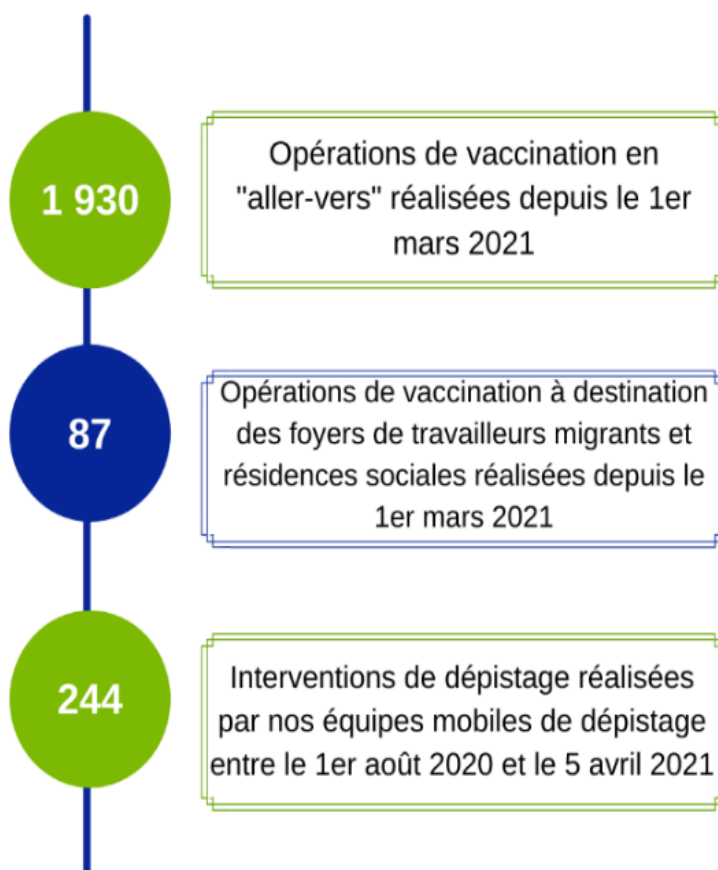 1 930
Opérations de vaccination en
"aller-vers" réalisées depuis le 1er
mars 2021
87
Opérations de vaccination à destination
des foyers de travailleurs migrants et
résidences sociales réalisées depuis le
1er mars 2021
244
Interventions de dépistage réalisées
par nos équipes mobiles de dépistage
entre le 1er août 2020 et le 5 avril 2021